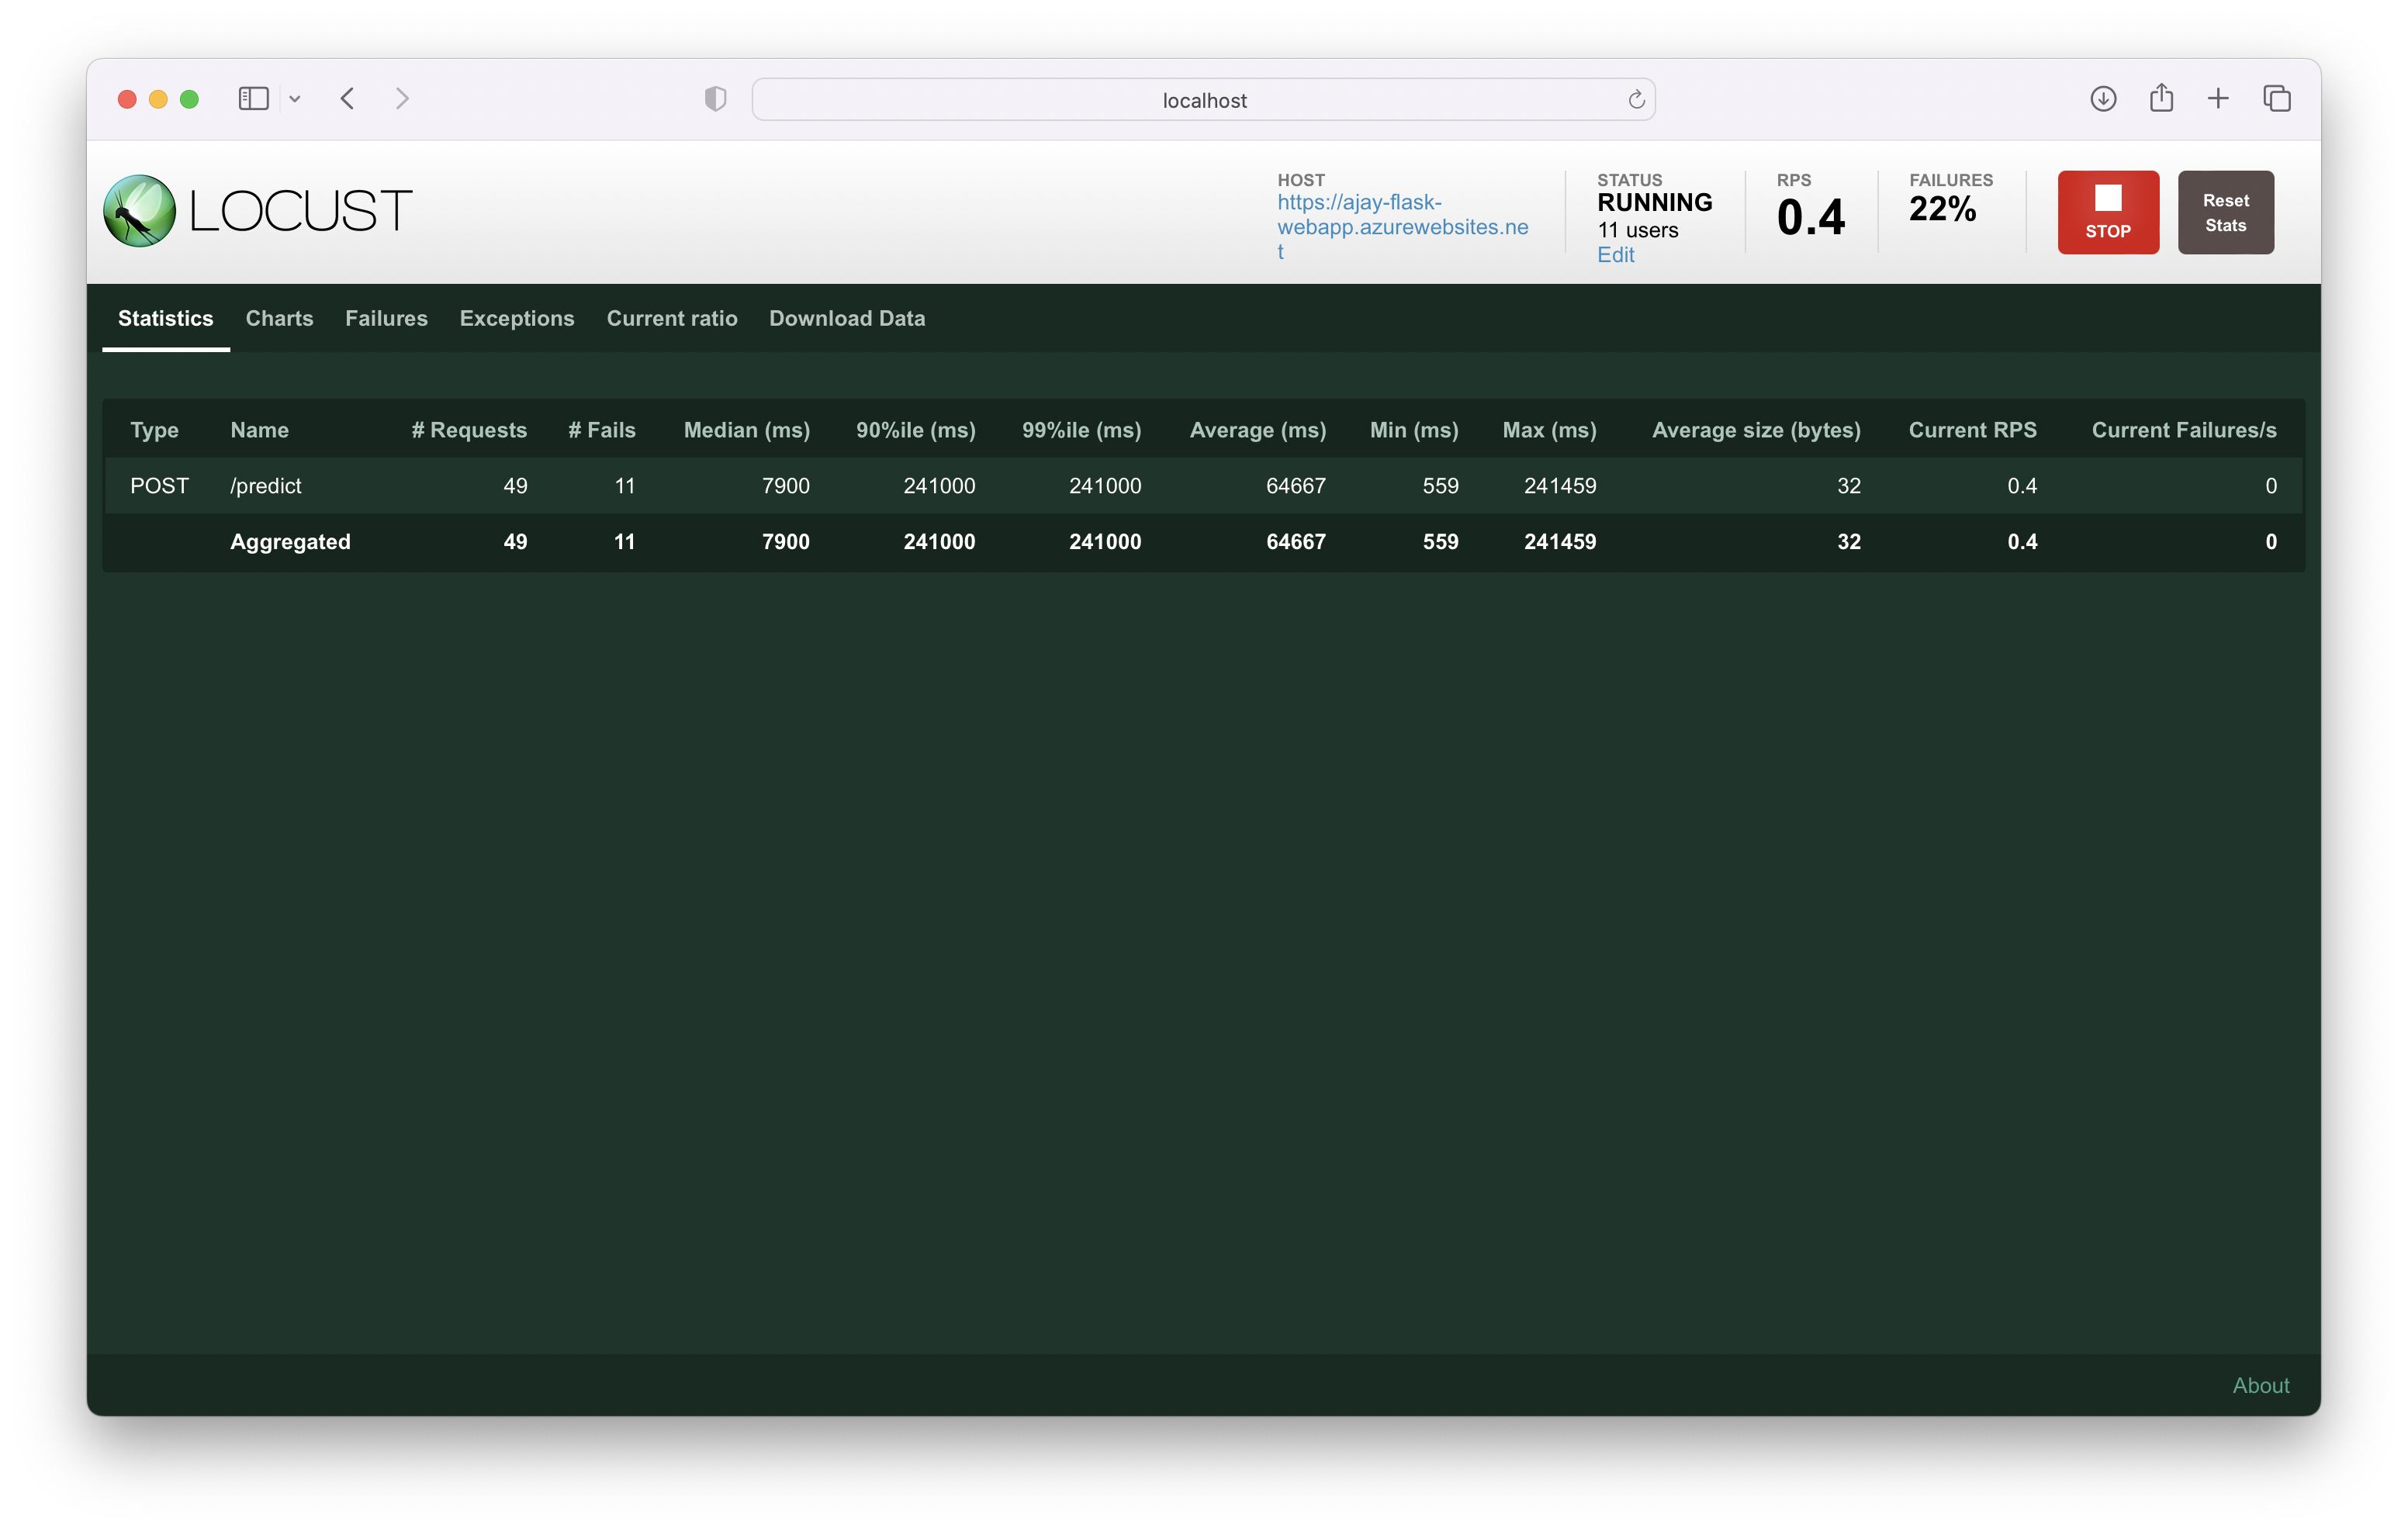 localhost
LOCUST
HOST
https://ajay-flask-
webapp.azurewebsites.ne
t
STATUS
RUNNING
11 users
Edit
RPS
0.4
FAILURES
22%
STOP
Reset
Stats
Statistics Charts Failures Exceptions Current ratio Download Data
Type Name # Requests # Fails Median (ms) 90%ile (ms) 99%ile (ms) Average (ms) Min (ms) Max (ms) Average size (bytes) Current RPS Current Failures/s
POST /predict 49 11 7900 241000 241000 64667 559 241459 32 0.4 0
Aggregated 49 11 7900 241000 241000 64667 559 241459 32 0.4 0
About